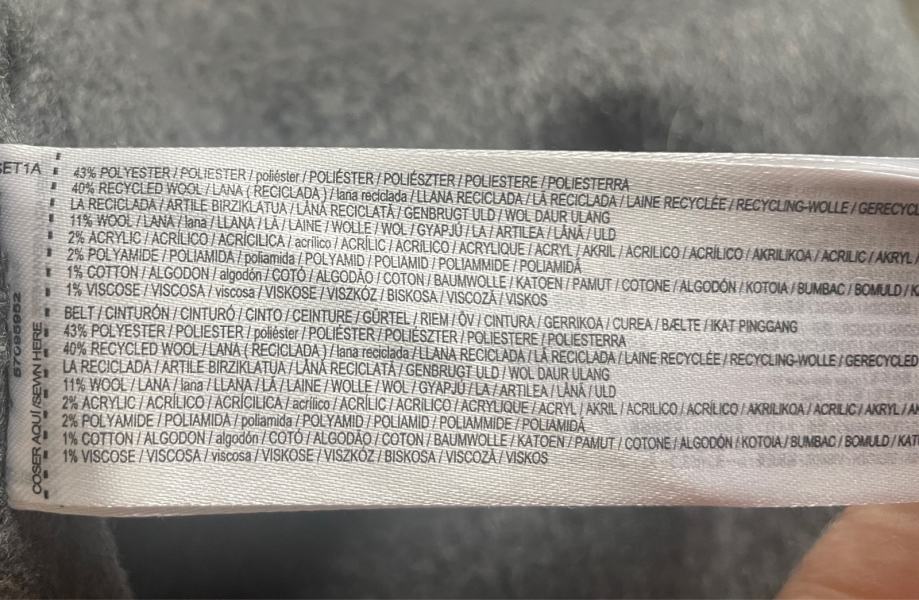 SET1A
43% POLYESTER / POLIESTER / poliéster / POLIÉSTER / POLIÉSZTER / POLIESTERE / POLIESTERRA
40% RECYCLED WOOL / LANA ( RECICLADA ) / lana reciclada / LLANA RECICLADA / LÃ RECICLADA / LAINE RECYCLÉE / RECYCLING-WOLLE /
LA RECICLADA / ARTILE BIRZIKLATUA / LÂNĂ RECICLATĂ / GENBRUGT ULD / WOL DAUR ULANG
11% WOOL / LANA / lana / LLANA / LÃ / LAINE / WOLLE / WOL / GYAPJÚ / LA / ARTILEA / LÂNĂ / ULD
2% ACRYLIC / ACRÍLICO / ACRÍCILICA / acrílico / ACRÍLIC / ACRÍLICO / ACRYLIQUE / ACRYL / AKRIL / ACRILICO / ACRÍLICO / AKRILIKOA / ACRILIC / AKRYL /
2% POLYAMIDE / POLIAMIDA / poliamida / POLYAMID / POLIAMID / POLIAMMIDE / POLIAMIDĂ
1% COTTON / ALGODON / algodón / COTÓ / ALGODÃO / COTON / BAUMWOLLE / KATOEN / PAMUT / COTONE / ALGODÓN / KOTOIA / BUMBAC / BOMULD /
1% VISCOSE / VISCOSA / viscosa / VISKOSE / VISZKÓZ / BISKOSA / VISCOZĂ / VISKOS
BELT / CINTURÓN / CINTURÓ / CINTO / CEINTURE / GÜRTEL / RIEM / ÖV / CINTURA / GERRIKOA / CUREA / BÆLTE / IKAT PINGGANG
43% POLYESTER / POLIESTER / poliéster / POLIÉSTER / POLIÉSZTER / POLIESTERE / POLIESTERRA
40% RECYCLED WOOL / LANA ( RECICLADA ) / lana reciclada / LLANA RECICLADA / LÃ RECICLADA / LAINE RECYCLÉE / RECYCLING-WOLLE / GERECYCLED
LA RECICLADA / ARTILE BIRZIKLATUA / LÂNĂ RECICLATĂ / GENBRUGT ULD / WOL DAUR ULANG
11% WOOL / LANA / lana / LLANA / LÃ / LAINE / WOLLE / WOL / GYAPJÚ / LA / ARTILEA / LÂNĂ / ULD
2% ACRYLIC / ACRÍLICO / ACRÍCILICA / acrílico / ACRÍLIC / ACRÍLICO / ACRYLIQUE / ACRYL / AKRIL / ACRILICO / ACRÍLICO / AKRILIKOA / ACRILIC / AKRYL /
2% POLYAMIDE / POLIAMIDA / poliamida / POLYAMID / POLIAMID / POLIAMMIDE / POLIAMIDĂ
1% COTTON / ALGODON / algodón / COTÓ / ALGODÃO / COTON / BAUMWOLLE / KATOEN / PAMUT / COTONE / ALGODÓN / KOTOIA / BUMBAC / BOMULD /
1% VISCOSE / VISCOSA / viscosa / VISKOSE / VISZKÓZ / BISKOSA / VISCOZĂ / VISKOS
COSER AQUÍ /SEWN HERE